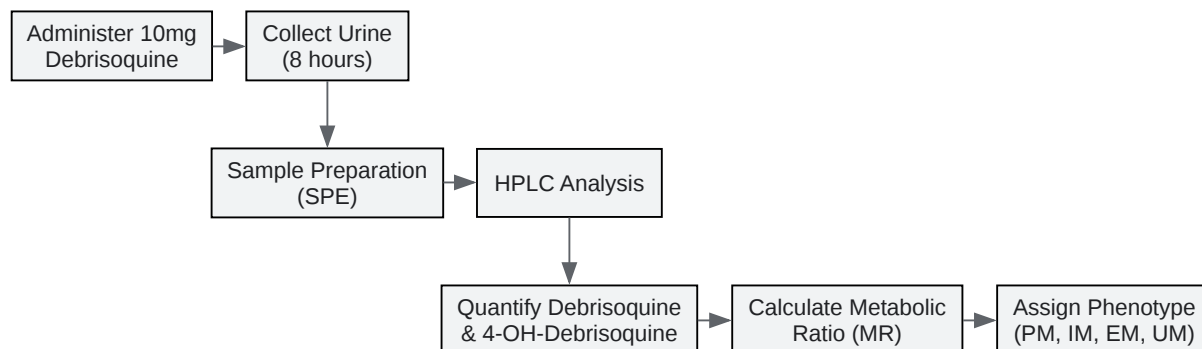 Administer 10mg
Debrisoquine
Collect Urine
(8 hours)
Sample Preparation
(SPE)
HPLC Analysis
Quantify Debrisoquine
& 4-OH-Debrisoquine
Calculate Metabolic
Ratio (MR)
Assign Phenotype
(PM, IM, EM, UM)